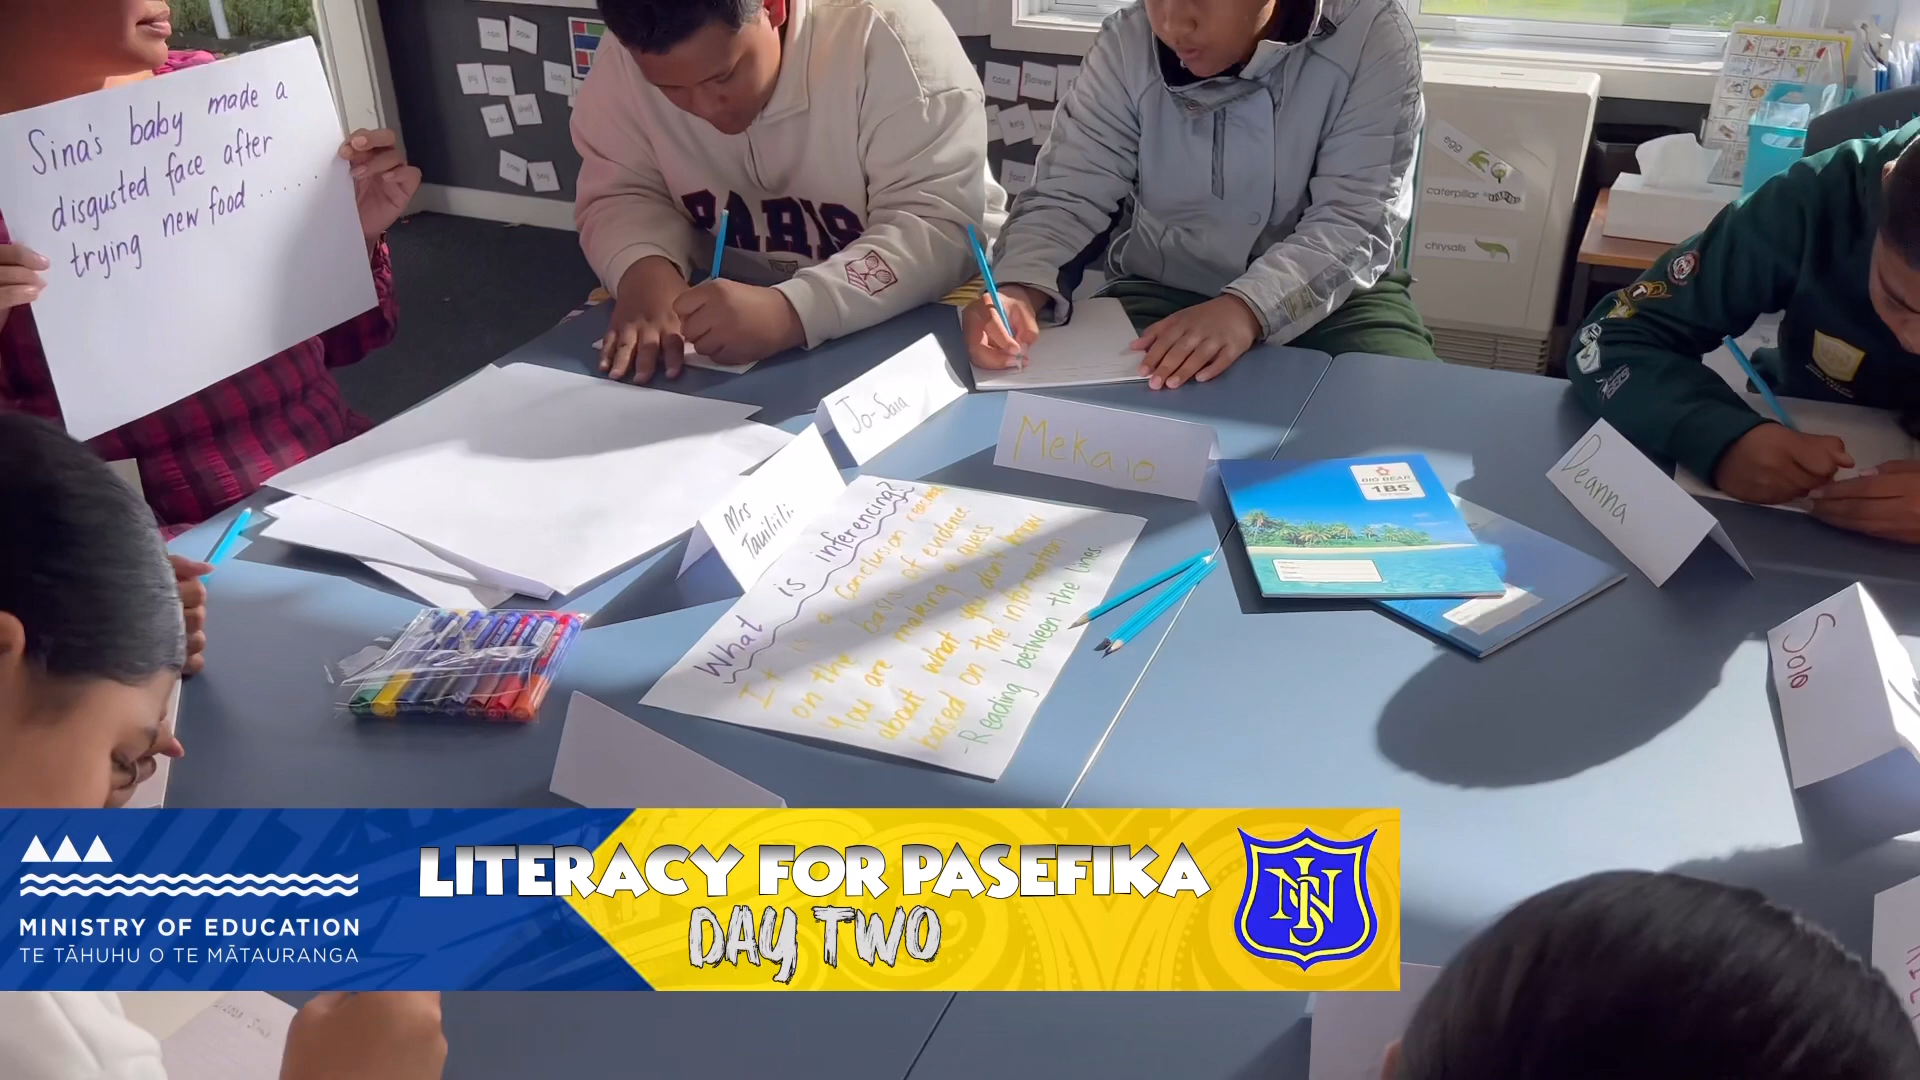 Sina's baby made a
disgusted face after
trying new food ......
PARIS
egg
caterpillar
chrysalis
Jo-Sana
Mekaio
Mrs
Tauiliili.
Deanna
Solo
BIG BEAR
1B5
What is inferencing?
It is a conclusion reached
on the basis of evidence.
You are making a guess
about what you don't know
based on the information
-Reading between the lines.
MINISTRY OF EDUCATION
TE TĀHUHU O TE MĀTAURANGA
LITERACY FOR PASEFIKA
DAY TWO